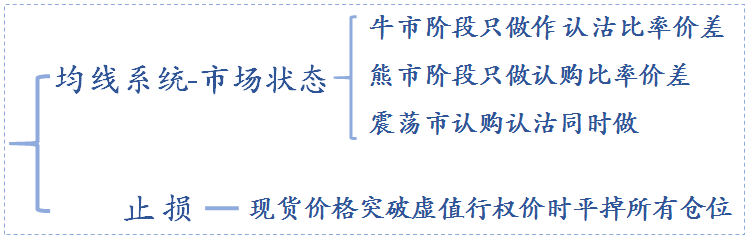 牛市阶段只做作认沽比率价差
均线系统-市场状态
熊市阶段只做认购比率价差
震荡市认购认沽同时做
止损 — 现货价格突破虚值行权价时平掉所有仓位